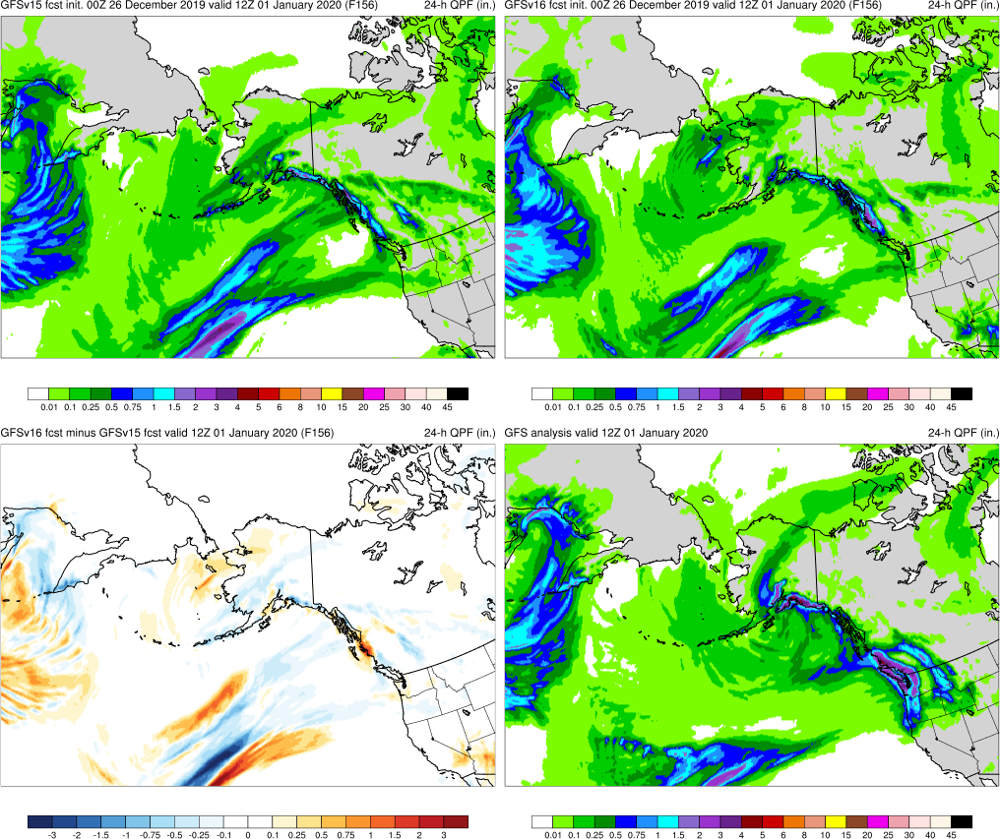 GFSv15 fcst init. 00Z 26 December 2019 valid 12Z 01 January 2020 (F156) 24-h QPF (in.)
GFSv16 fcst init. 00Z 26 December 2019 valid 12Z 01 January 2020 (F156) 24-h QPF (in.)
0.01 0.1 0.25 0.5 0.75 1 1.5 2 3 4 5 6 8 10 15 20 25 30 40 45
0.01 0.1 0.25 0.5 0.75 1 1.5 2 3 4 5 6 8 10 15 20 25 30 40 45
GFSv16 fcst minus GFSv15 fcst valid 12Z 01 January 2020 (F156) 24-h QPF (in.)
GFS analysis valid 12Z 01 January 2020 24-h QPF (in.)
-3 -2 -1.5 -1 -0.75 -0.5 -0.25 -0.1 0 0.1 0.25 0.5 0.75 1 1.5 2 3
0.01 0.1 0.25 0.5 0.75 1 1.5 2 3 4 5 6 8 10 15 20 25 30 40 45